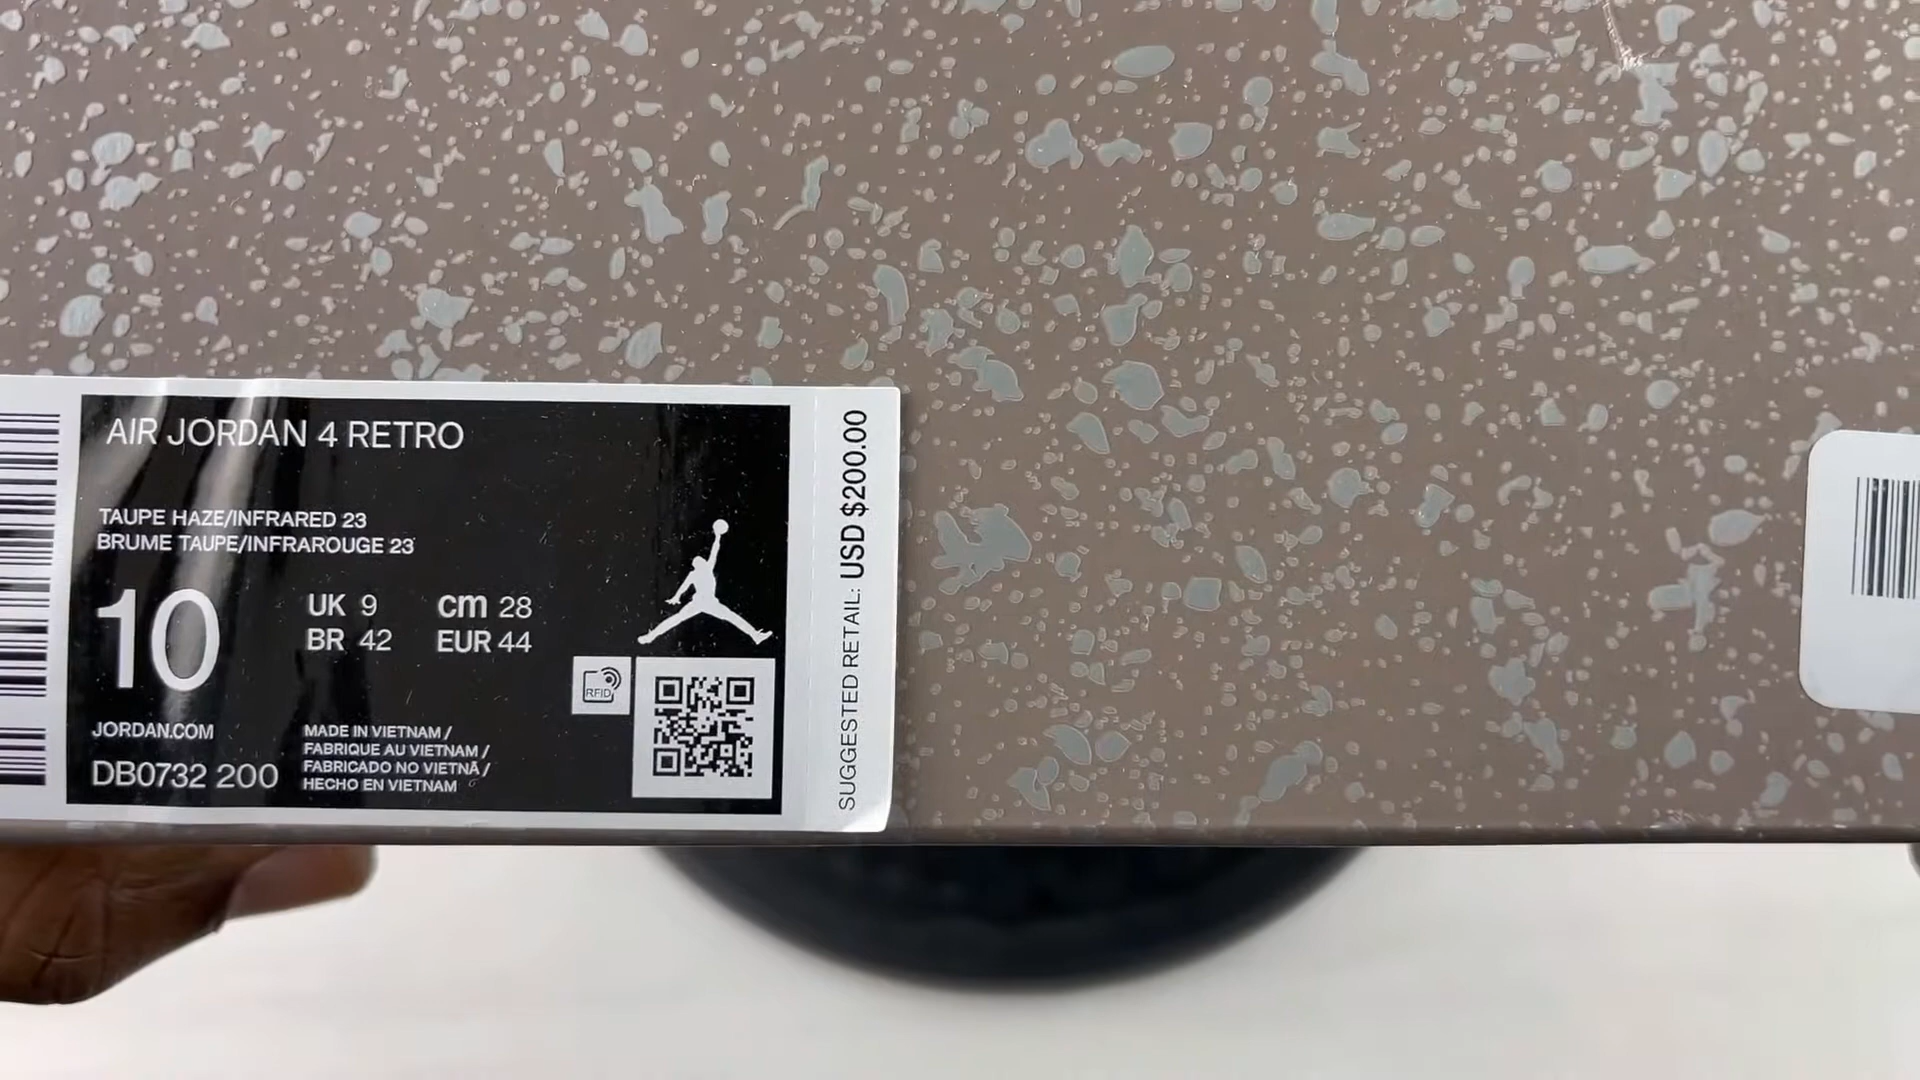 AIR JORDAN 4 RETRO
TAUPE HAZE/INFRARED 23
BRUME TAUPE/INFRAROUGE 23
10
UK 9
cm 28
BR 42
EUR 44
RFID
JORDAN.COM
DB0732 200
MADE IN VIETNAM /
FABRIQUE AU VIETNAM /
FABRICADO NO VIETNÃ /
HECHO EN VIETNAM
SUGGESTED RETAIL: USD $200.00